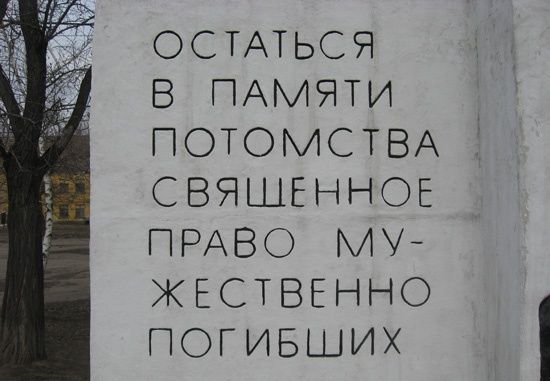 ОСТАТЬСЯ
В ПАМЯТИ
ПОТОМСТВА
СВЯЩЕННОЕ
ПРАВО МУ-
ЖЕСТВЕННО
ПОГИБШИХ